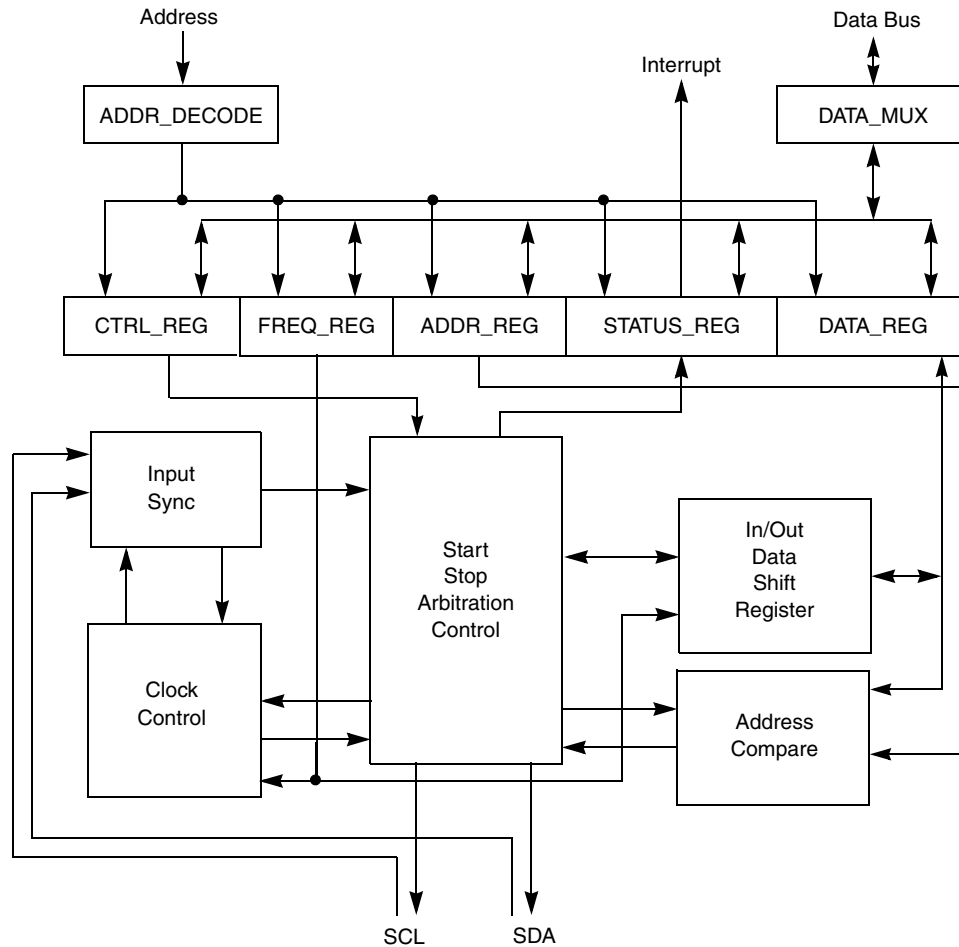 Address
Data Bus
Interrupt
ADDR_DECODE
DATA_MUX
CTRL_REG
FREQ_REG
ADDR_REG
STATUS_REG
DATA_REG
Input
Sync
Start
Stop
Arbitration
Control
In/Out
Data
Shift
Register
Clock
Control
Address
Compare
SCL
SDA